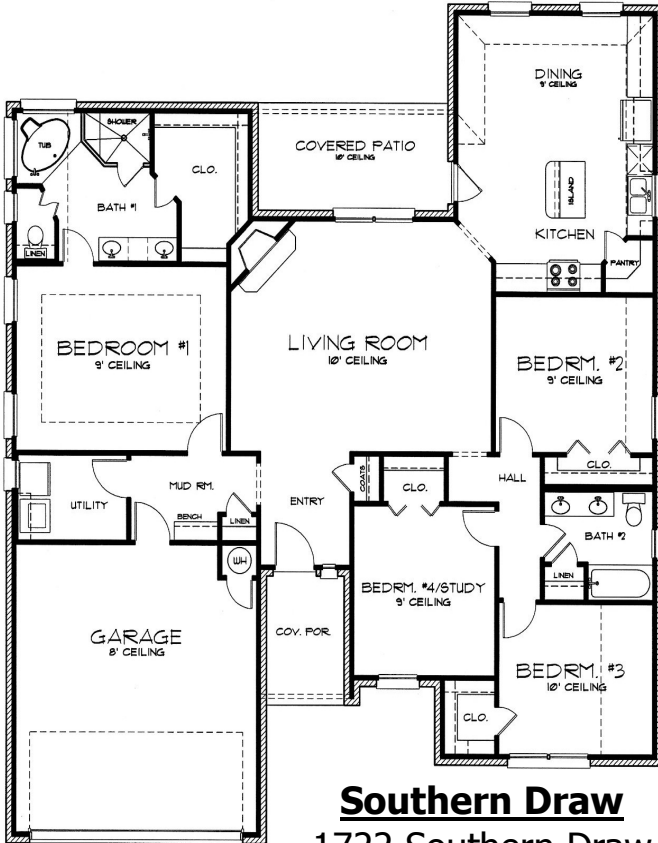 DINING
9' CEILING
SHOWER
TUB
COVERED PATIO
10' CEILING
CLO.
BATH #1
ISLAND
KITCHEN
LINEN
PANTRY
BEDROOM #1
9' CEILING
LIVING ROOM
10' CEILING
BEDRM. #2
9' CEILING
CLO.
COATS
CLO.
HALL
MUD RM.
UTILITY
ENTRY
BENCH
LINEN
BATH #2
WH
LINEN
BEDRM. #4/STUDY
9' CEILING
GARAGE
8' CEILING
COV. POR.
BEDRM. #3
10' CEILING
CLO.
Southern Draw
1722 Southern Draw